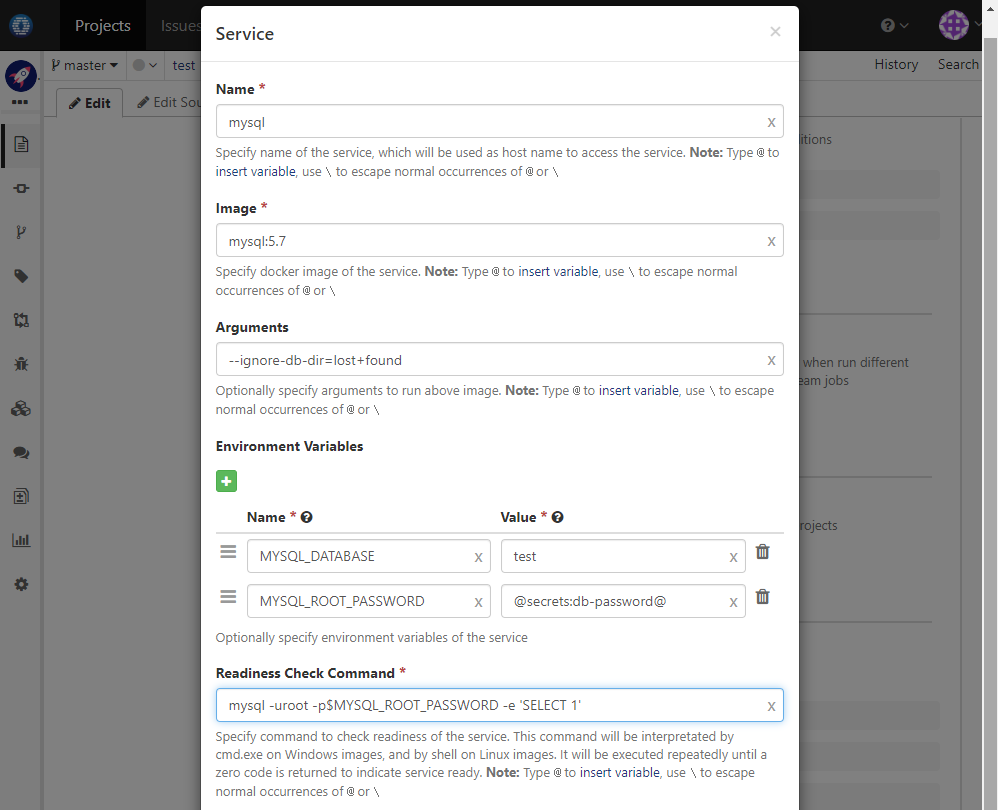 Projects
Issues
master
test
History
Search
Edit
Edit Sou
itions
when run different
eam jobs
rojects
Service
×
Name *
mysql
x
Specify name of the service, which will be used as host name to access the service. Note: Type @ to
insert variable, use \ to escape normal occurrences of @ or \
Image *
mysql:5.7
x
Specify docker image of the service. Note: Type @ to insert variable, use \ to escape normal
occurrences of @ or \
Arguments
--ignore-db-dir=lost+found
x
Optionally specify arguments to run above image. Note: Type @ to insert variable, use \ to escape
normal occurrences of @ or \
Environment Variables
Name * Value *
MYSQL_DATABASE x test x
MYSQL_ROOT_PASSWORD x @secrets:db-password@ x
Optionally specify environment variables of the service
Readiness Check Command *
mysql -uroot -p$MYSQL_ROOT_PASSWORD -e 'SELECT 1'
x
Specify command to check readiness of the service. This command will be interpretated by
cmd.exe on Windows images, and by shell on Linux images. It will be executed repeatedly until a
zero code is returned to indicate service ready. Note: Type @ to insert variable, use \ to escape
normal occurrences of @ or \